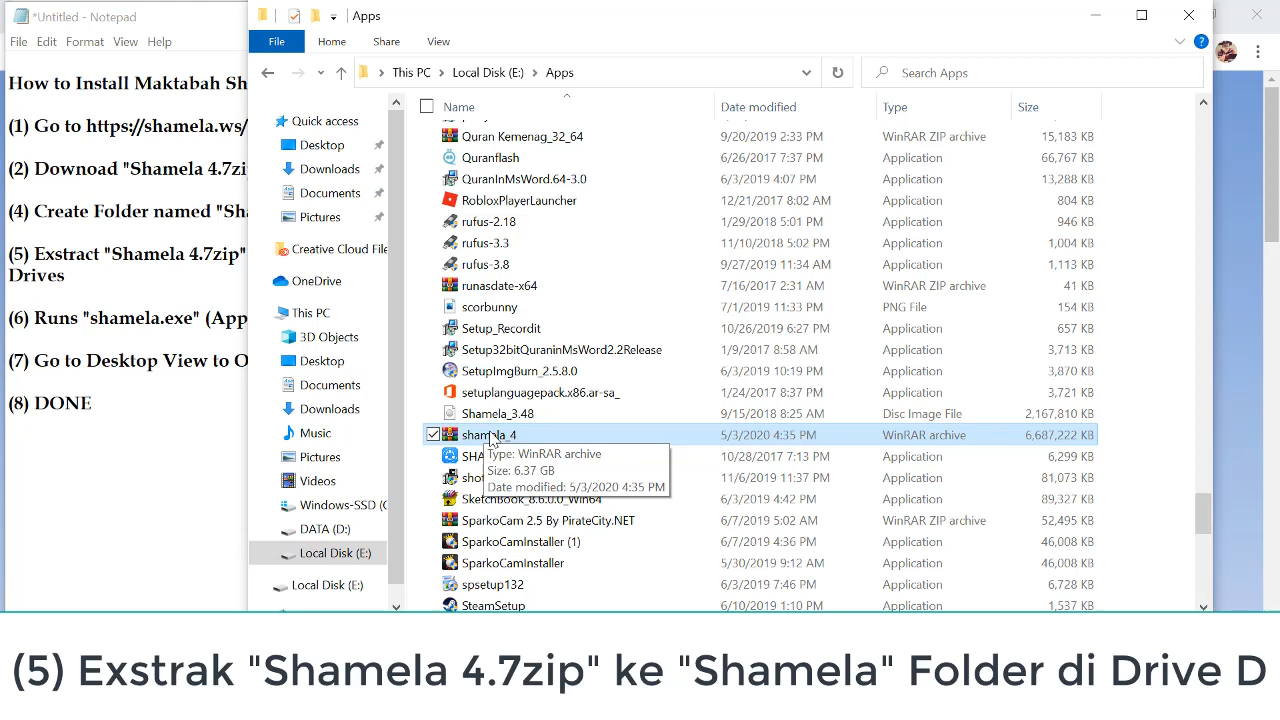 *Untitled - Notepad
File Edit Format View Help
How to Install Maktabah Sh
(1) Go to https://shamela.ws/
(2) Downoad "Shamela 4.7zip
(4) Create Folder named "Sha
(5) Exstract "Shamela 4.7zip"
Drives
(6) Runs "shamela.exe" (App
(7) Go to Desktop View to O
(8) DONE
Apps
File Home Share View
This PC Local Disk (E:) Apps
Search Apps
Quick access
Desktop
Downloads
Documents
Pictures
Creative Cloud File
OneDrive
This PC
3D Objects
Desktop
Documents
Downloads
Music
Pictures
Videos
Windows-SSD (C
DATA (D:)
Local Disk (E:)
Local Disk (E:)
Name Date modified Type Size
Quran Kemenag_32_64 9/20/2019 2:33 PM WinRAR ZIP archive 15,183 KB
Quranflash 6/26/2017 7:37 PM Application 66,767 KB
QuranInMsWord.64-3.0 6/3/2019 4:07 PM Application 13,288 KB
RobloxPlayerLauncher 12/21/2017 8:02 AM Application 804 KB
rufus-2.18 1/29/2018 5:01 PM Application 946 KB
rufus-3.3 11/10/2018 5:02 PM Application 1,004 KB
rufus-3.8 9/27/2019 11:34 AM Application 1,113 KB
runasdate-x64 7/16/2017 2:31 AM WinRAR ZIP archive 41 KB
scorbunny 7/1/2019 11:33 PM PNG File 154 KB
Setup_Recordit 10/26/2019 6:27 PM Application 657 KB
Setup32bitQuraninMsWord2.2Release 1/9/2017 8:58 AM Application 3,713 KB
SetupImgBurn_2.5.8.0 6/3/2019 10:19 PM Application 3,870 KB
setuplanguagepack.x86.ar-sa_ 1/24/2017 8:37 PM Application 3,721 KB
Shamela_3.48 9/15/2018 8:25 AM Disc Image File 2,167,810 KB
shamela_4 5/3/2020 4:35 PM WinRAR archive 6,687,222 KB
SHA 10/28/2017 7:13 PM Application 6,299 KB
Type: WinRAR archive
Size: 6.37 GB
Date modified: 5/3/2020 4:35 PM
shot 11/6/2019 11:37 PM Application 81,073 KB
SketchBook_8.6.0.0_Win64 6/3/2019 4:42 PM Application 89,327 KB
SparkoCam 2.5 By PirateCity.NET 6/7/2019 5:02 AM WinRAR ZIP archive 52,495 KB
SparkoCamInstaller (1) 6/7/2019 4:36 PM Application 46,008 KB
SparkoCamInstaller 5/30/2019 9:12 AM Application 46,008 KB
spsetup132 6/3/2019 7:46 PM Application 6,728 KB
SteamSetup 6/10/2019 1:10 PM Application 1,537 KB
(5) Exstrak "Shamela 4.7zip" ke "Shamela" Folder di Drive D